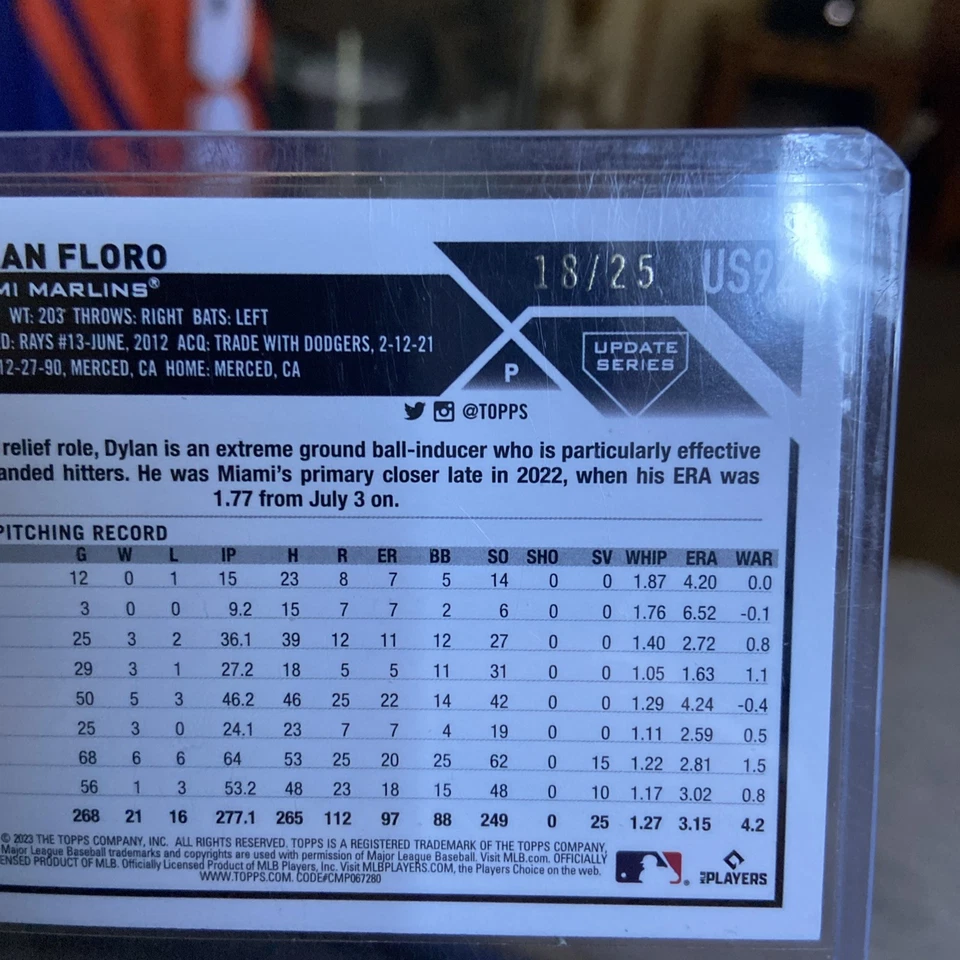 AN FLORO
18/25
MI MARLINS®
WT: 203 THROWS: RIGHT BATS: LEFT
D: RAYS #13-JUNE, 2012 ACQ: TRADE WITH DODGERS, 2-12-21
12-27-90, MERCED, CA HOME: MERCED, CA
P
UPDATE
SERIES
@TOPPS
relief role, Dylan is an extreme ground ball-inducer who is particularly effective
anded hitters. He was Miami's primary closer late in 2022, when his ERA was
1.77 from July 3 on.
PITCHING RECORD
G W L IP H R ER BB SO SHO SV WHIP ERA WAR
12 0 1 15 23 8 7 5 14 0 0 1.87 4.20 0.0
3 0 0 9.2 15 7 7 2 6 0 0 1.76 6.52 -0.1
25 3 2 36.1 39 12 11 12 27 0 0 1.40 2.72 0.8
29 3 1 27.2 18 5 5 11 31 0 0 1.05 1.63 1.1
50 5 3 46.2 46 25 22 14 42 0 0 1.29 4.24 -0.4
25 3 0 24.1 23 7 7 4 19 0 0 1.11 2.59 0.5
68 6 6 64 53 25 20 25 62 0 15 1.22 2.81 1.5
56 1 3 53.2 48 23 18 15 48 0 10 1.17 3.02 0.8
268 21 16 277.1 265 112 97 88 249 0 25 1.27 3.15 4.2
© 2023 THE TOPPS COMPANY, INC. ALL RIGHTS RESERVED. TOPPS IS A REGISTERED TRADEMARK OF THE TOPPS COMPANY,
Major League Baseball trademarks and copyrights are used with permission of Major League Baseball. Visit MLB.com. OFFICIALLY
ENSED PRODUCT OF MLB. Officially Licensed Product of MLB Players, Inc. Visit MLBPLAYERS.COM, the Players Choice on the web.
WWW.TOPPS.COM. CODE#CMP067280
MLB PLAYERS